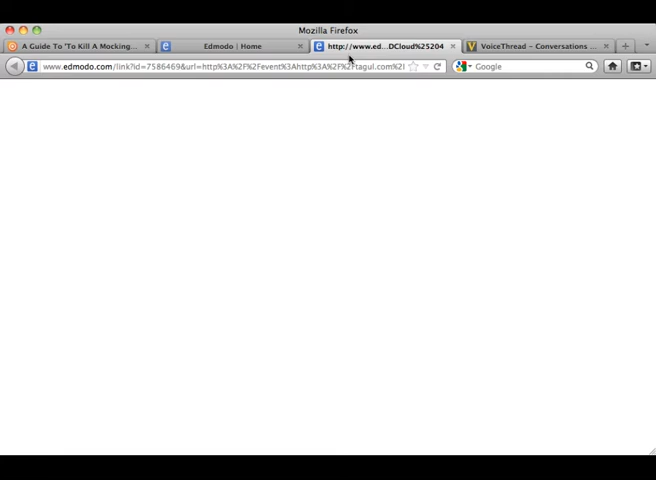 Mozilla Firefox
A Guide To 'To Kill A Mocking...
Edmodo | Home
http://www.ed...DCloud%25204
VoiceThread – Conversations ...
www.edmodo.com/link?id=7586469&url=http%3A%2F%2Fevent%3Ahttp%3A%2F%2Ftagul.com%2F
Google